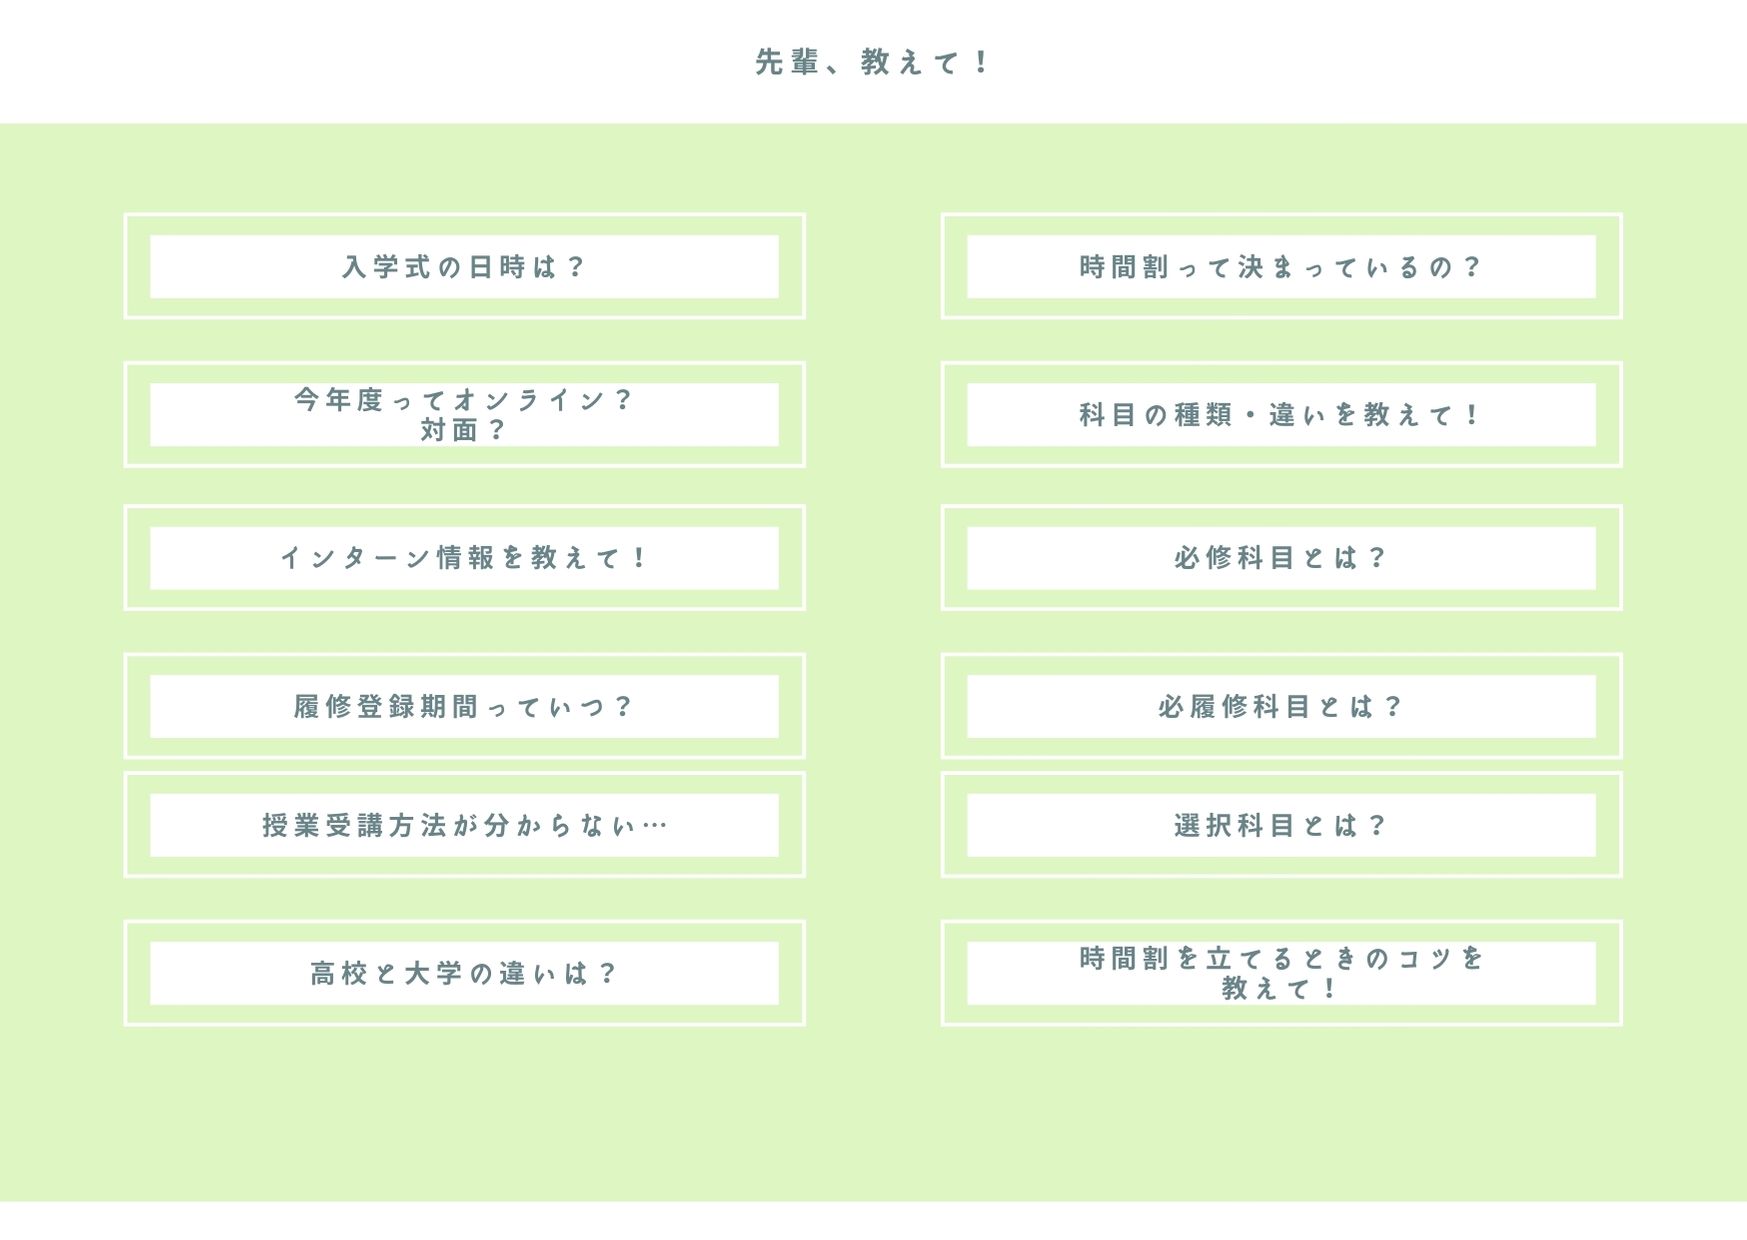 先輩、教えて！
入学式の日時は？
今年度ってオンライン？
対面？
インターン情報を教えて！
履修登録期間っていつ？
授業受講方法が分からない…
高校と大学の違いは？
時間割って決まっているの？
科目の種類・違いを教えて！
必修科目とは？
必履修科目とは？
選択科目とは？
時間割を立てるときのコツを
教えて！